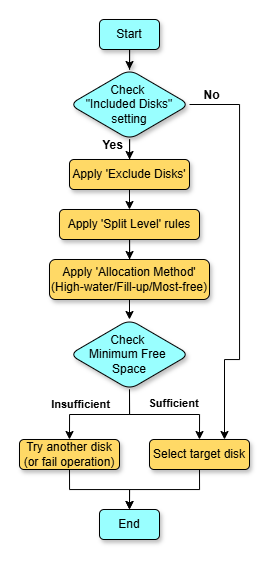 Start
Check
"Included Disks"
setting
No
Yes
Apply 'Exclude Disks'
Apply 'Split Level' rules
Apply 'Allocation Method'
(High-water/Fill-up/Most-free)
Check
Minimum Free
Space
Insufficient
Sufficient
Try another disk
(or fail operation)
Select target disk
End